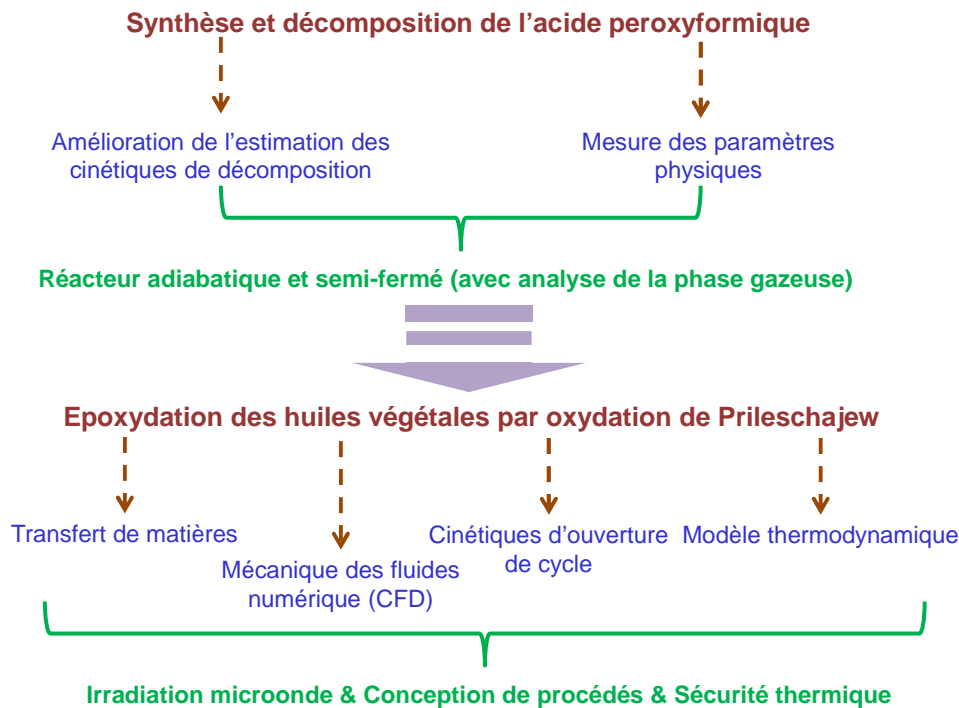 Synthèse et décomposition de l'acide peroxyformique
Amélioration de l'estimation des
cinétiques de décomposition
Mesure des paramètres
physiques
Réacteur adiabatique et semi-fermé (avec analyse de la phase gazeuse)
Epoxydation des huiles végétales par oxydation de Prileschajew
Transfert de matières
Mécanique des fluides
numérique (CFD)
Cinétiques d'ouverture
de cycle
Modèle thermodynamique
Irradiation microonde & Conception de procédés & Sécurité thermique